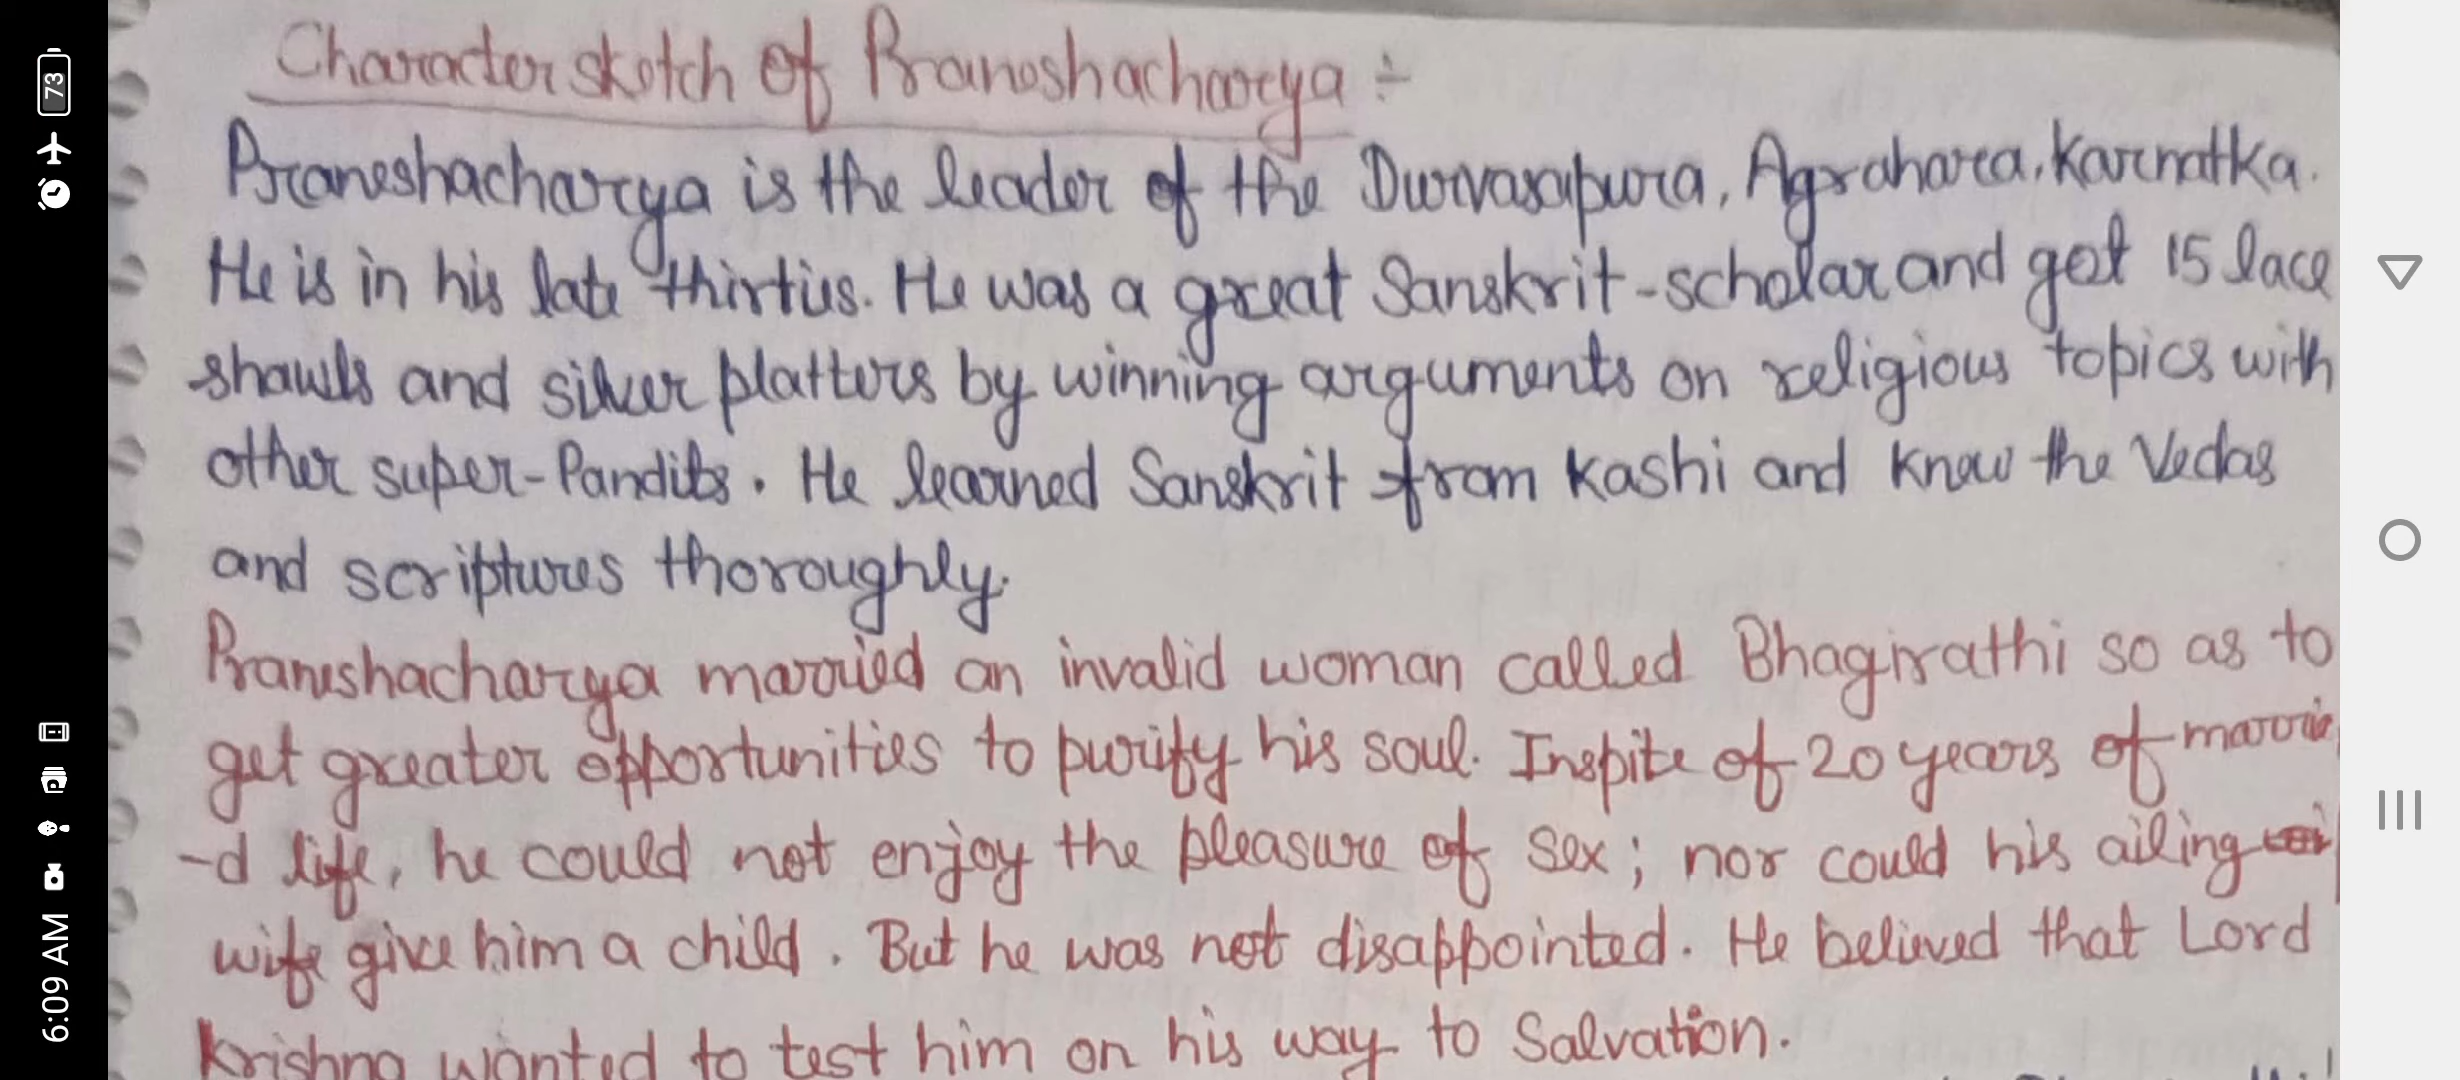 Character sketch of Praneshacharya ÷
Praneshacharya is the leader of the Durvasapura, Agrahara, Karnatka.
He is in his late thirties. He was a great Sanskrit-scholar and got 15 lace
shawls and silver platters by winning arguments on religious topics with
other super-Pandits. He learned Sanskrit from Kashi and know the Vedas
and scriptures thoroughly.
Praneshacharya married an invalid woman called Bhagirathi so as to
get greater opportunities to purify his soul. Inspite of 20 years of marrie
-d life, he could not enjoy the pleasure of sex; nor could his ailing
wife give him a child. But he was not disappointed. He believed that Lord
Krishna wanted to test him on his way to Salvation.
6:09 AM
73